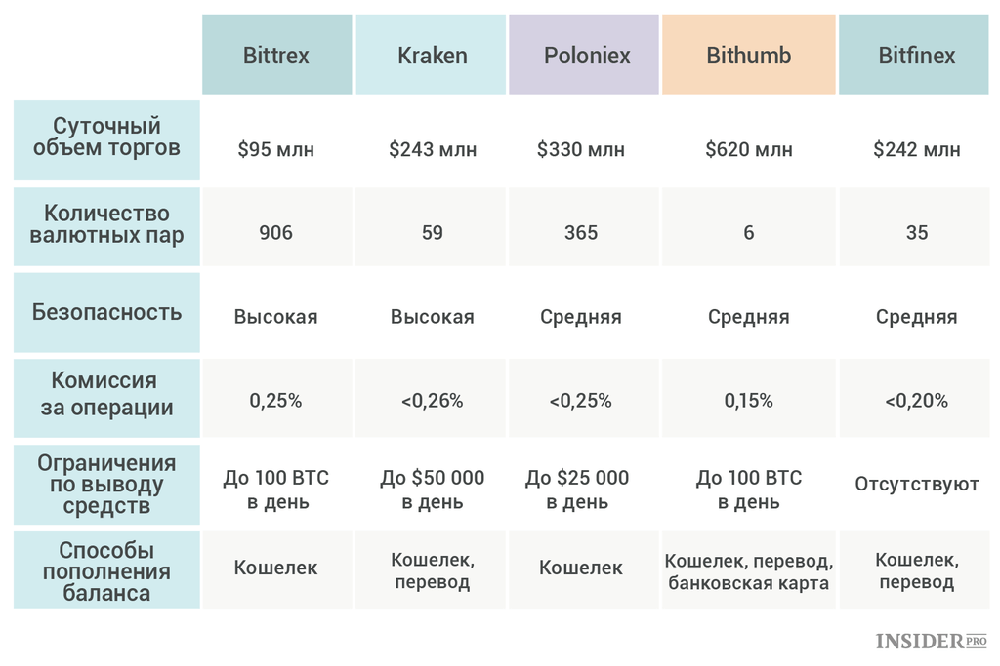 Bittrex Kraken Poloniex Bithumb Bitfinex
Суточный
объем торгов
$95 млн $243 млн $330 млн $620 млн $242 млн
Количество
валютных пар
906 59 365 6 35
Безопасность
Высокая Высокая Средняя Средняя Средняя
Комиссия
за операции
0,25% <0,26% <0,25% 0,15% <0,20%
Ограничения
по выводу
средств
До 100 BTC
в день
До $50 000
в день
До $25 000
в день
До 100 BTC
в день
Отсутствуют
Способы
пополнения
баланса
Кошелек
Кошелек,
перевод
Кошелек
Кошелек, перевод,
банковская карта
Кошелек,
перевод
INSIDER PRO